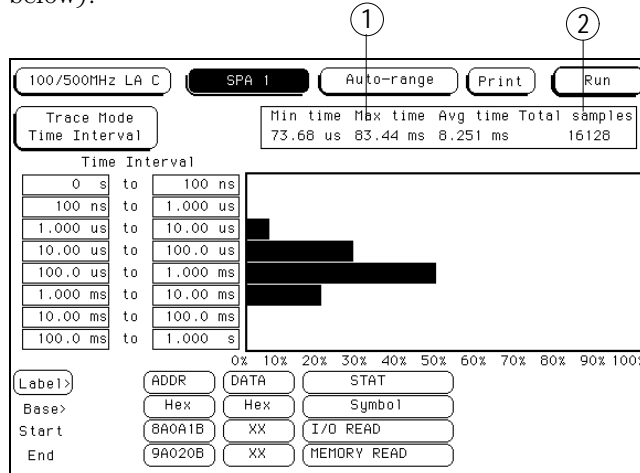 below).
1 2
100/500MHz LA C SPA 1 Auto-range Print Run
Trace Mode
Time Interval
Min time Max time Avg time Total samples
73.68 us 83.44 ms 8.251 ms 16128
Time Interval
0 s to 100 ns
100 ns to 1.000 us
1.000 us to 10.00 us
10.00 us to 100.0 us
100.0 us to 1.000 ms
1.000 ms to 10.00 ms
10.00 ms to 100.0 ms
100.0 ms to 1.000 s
0% 10% 20% 30% 40% 50% 60% 70% 80% 90% 100%
Label> ADDR DATA STAT
Base> Hex Hex Symbol
Start 8A0A1B XX I/O READ
End 9A020B XX MEMORY READ